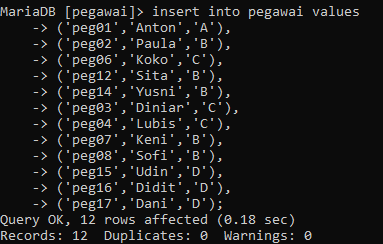 MariaDB [pegawai]> insert into pegawai values
-> ('peg01','Anton','A'),
-> ('peg02','Paula','B'),
-> ('peg06','Koko','C'),
-> ('peg12','Sita','B'),
-> ('peg14','Yusni','B'),
-> ('peg03','Diniar','C'),
-> ('peg04','Lubis','C'),
-> ('peg07','Keni','B'),
-> ('peg08','Sofi','B'),
-> ('peg15','Udin','D'),
-> ('peg16','Didit','D'),
-> ('peg17','Dani','D');
Query OK, 12 rows affected (0.18 sec)
Records: 12  Duplicates: 0  Warnings: 0